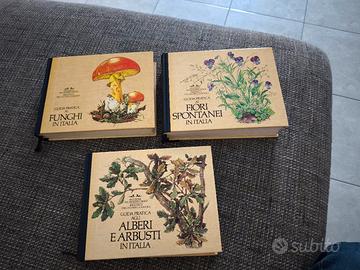 GUIDA PRATICA
AI
FUNGHI
IN ITALIA
GUIDA PRATICA
AI
FIORI
SPONTANEI
IN ITALIA
GUIDA PRATICA
AGLI
ALBERI
E ARBUSTI
IN ITALIA
subito